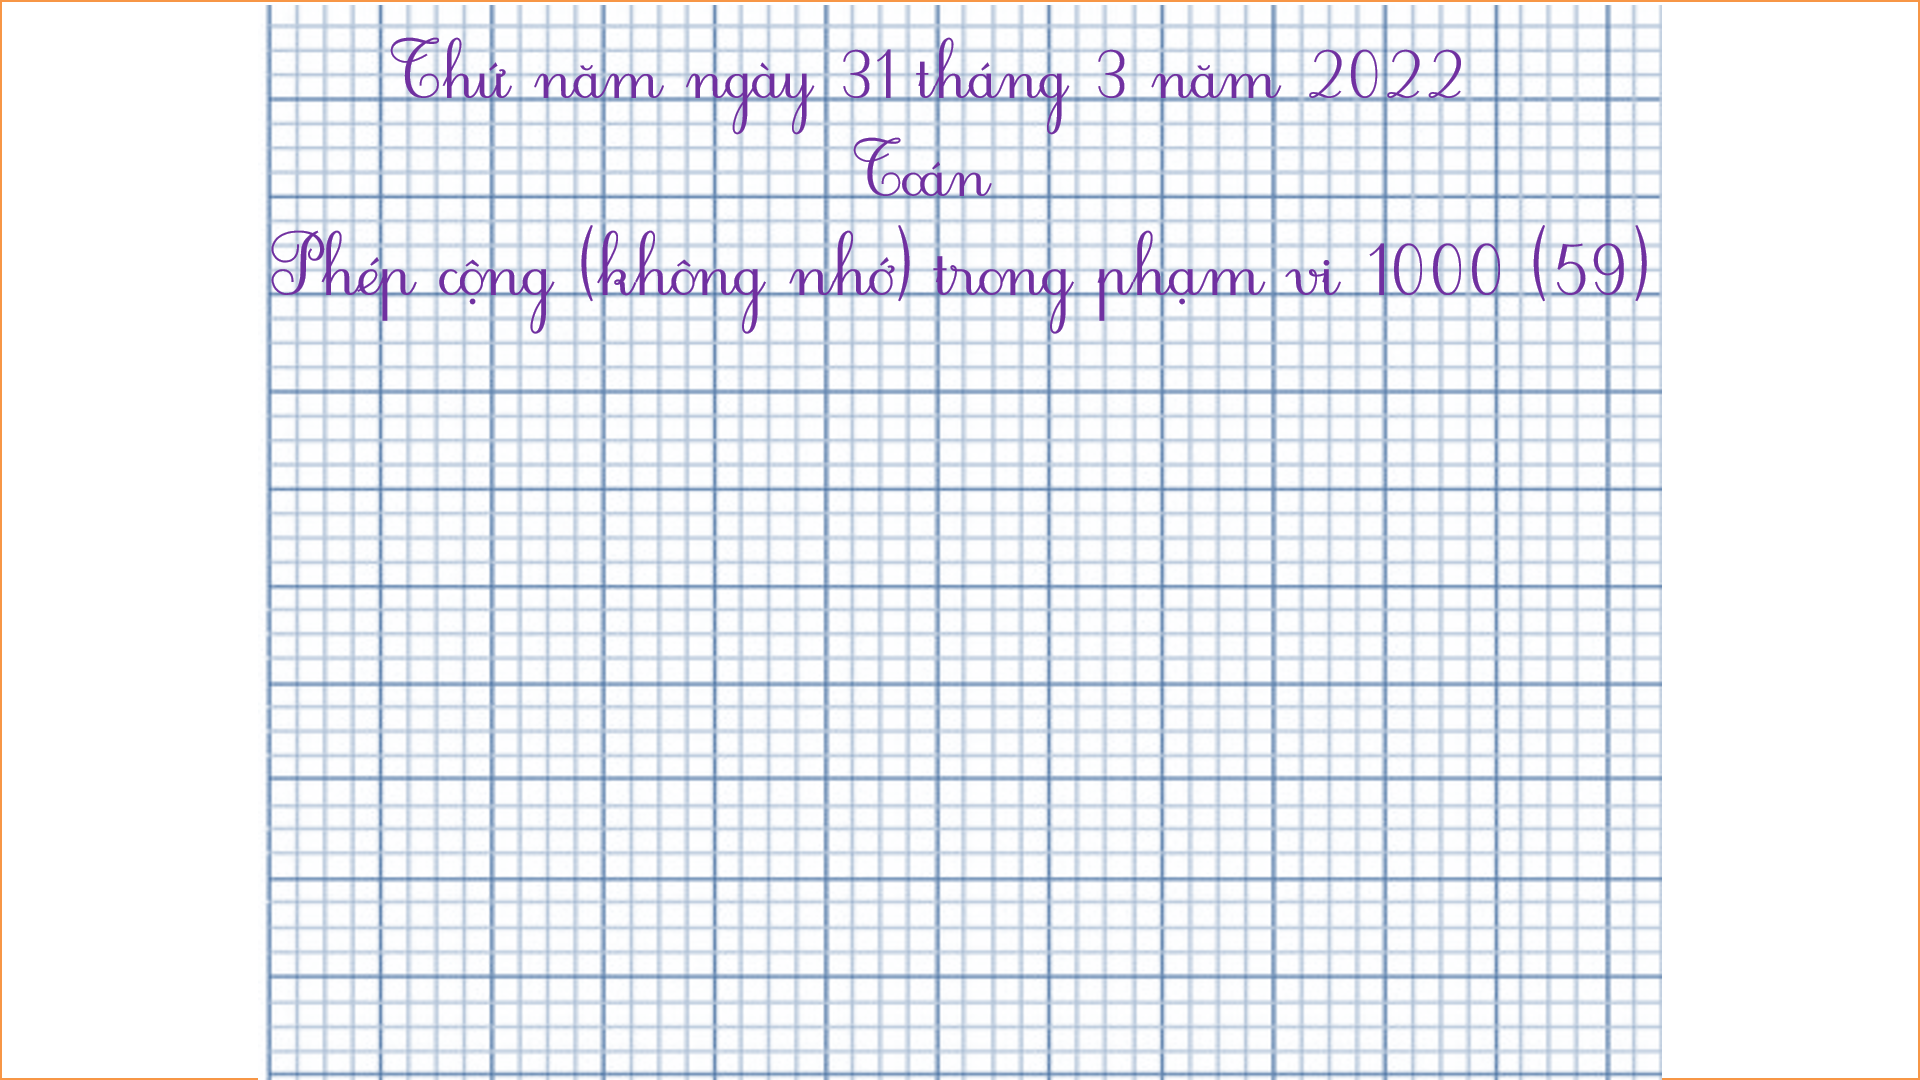 Thứ năm ngày 31 tháng 3 năm 2022
Toán
Phép cộng (không nhớ) trong phạm vi 1000 (59)